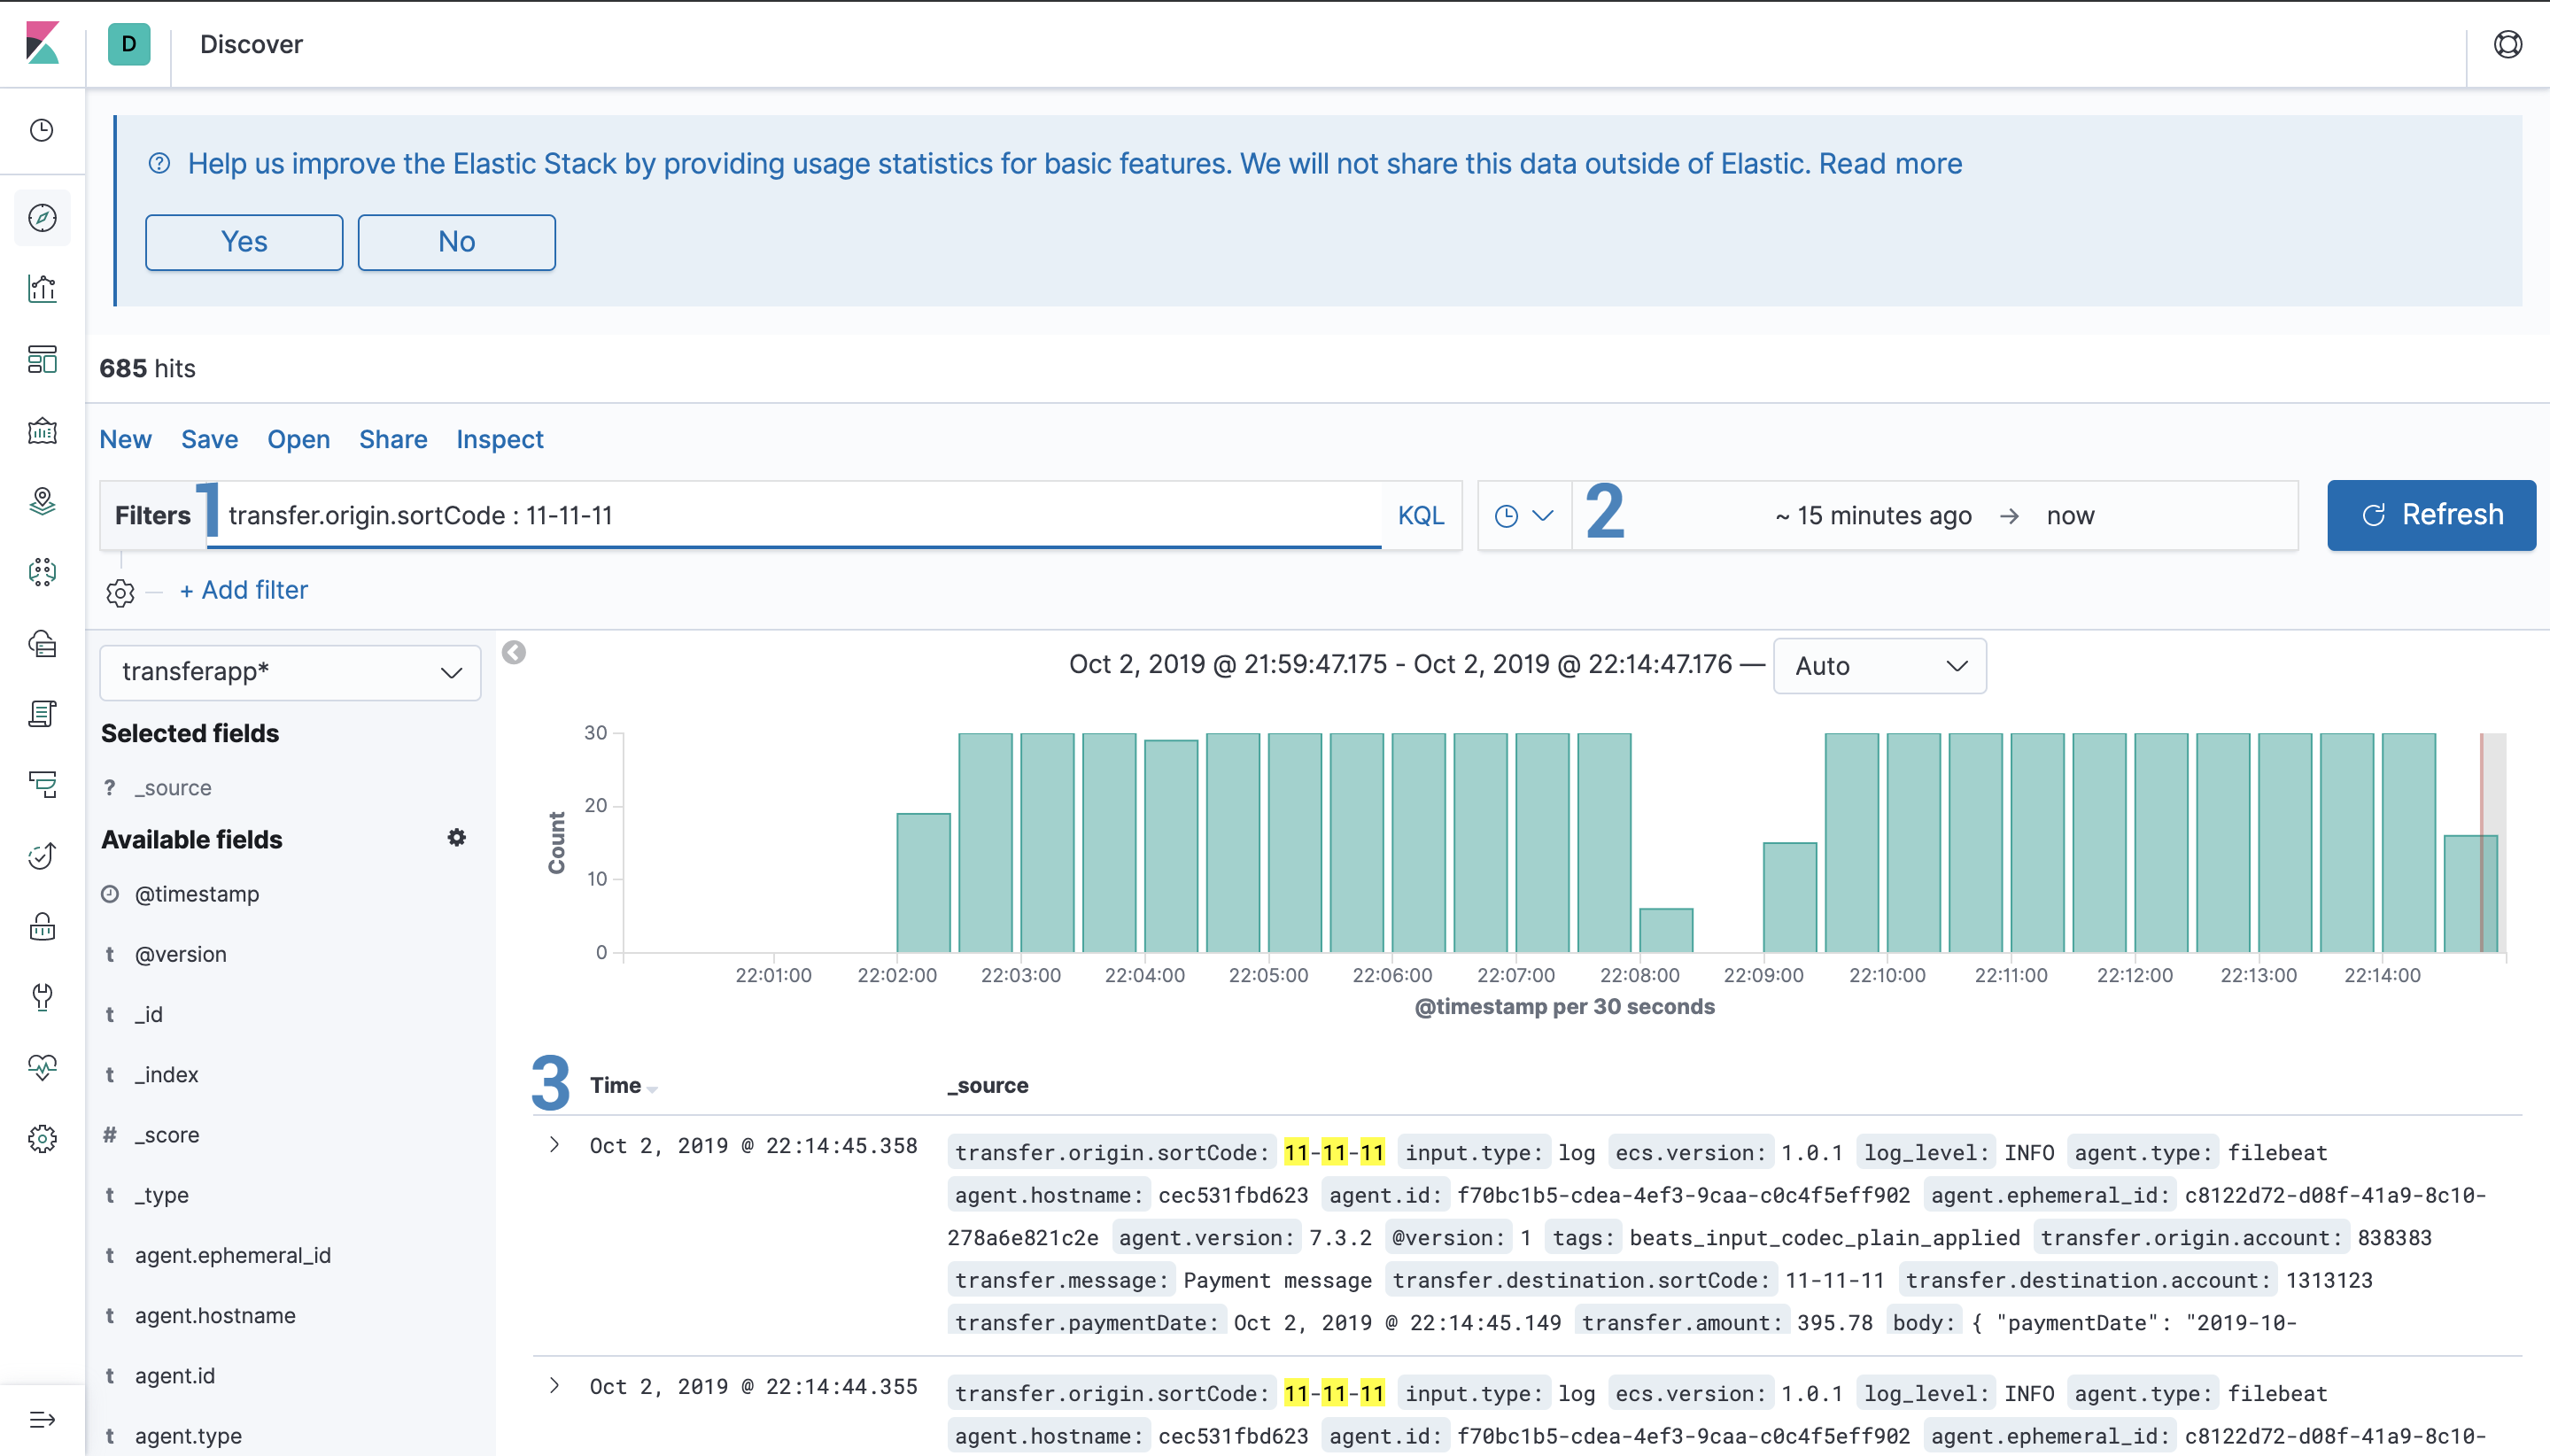 D Discover
Help us improve the Elastic Stack by providing usage statistics for basic features. We will not share this data outside of Elastic. Read more
Yes No
685 hits
New Save Open Share Inspect
Filters 1 transfer.origin.sortCode : 11-11-11 KQL 2 ~ 15 minutes ago → now Refresh
+ Add filter
transferapp*
Oct 2, 2019 @ 21:59:47.175 - Oct 2, 2019 @ 22:14:47.176 — Auto
Selected fields
? _source
Available fields
@timestamp
t @version
t _id
t _index
# _score
t _type
t agent.ephemeral_id
t agent.hostname
t agent.id
t agent.type
Count
30
20
10
0
22:01:00 22:02:00 22:03:00 22:04:00 22:05:00 22:06:00 22:07:00 22:08:00 22:09:00 22:10:00 22:11:00 22:12:00 22:13:00 22:14:00
@timestamp per 30 seconds
3 Time _source
Oct 2, 2019 @ 22:14:45.358 transfer.origin.sortCode: 11-11-11 input.type: log ecs.version: 1.0.1 log_level: INFO agent.type: filebeat
agent.hostname: cec531fbd623 agent.id: f70bc1b5-cdea-4ef3-9caa-c0c4f5eff902 agent.ephemeral_id: c8122d72-d08f-41a9-8c10-
278a6e821c2e agent.version: 7.3.2 @version: 1 tags: beats_input_codec_plain_applied transfer.origin.account: 838383
transfer.message: Payment message transfer.destination.sortCode: 11-11-11 transfer.destination.account: 1313123
transfer.paymentDate: Oct 2, 2019 @ 22:14:45.149 transfer.amount: 395.78 body: { "paymentDate": "2019-10-
Oct 2, 2019 @ 22:14:44.355 transfer.origin.sortCode: 11-11-11 input.type: log ecs.version: 1.0.1 log_level: INFO agent.type: filebeat
agent.hostname: cec531fbd623 agent.id: f70bc1b5-cdea-4ef3-9caa-c0c4f5eff902 agent.ephemeral_id: c8122d72-d08f-41a9-8c10-